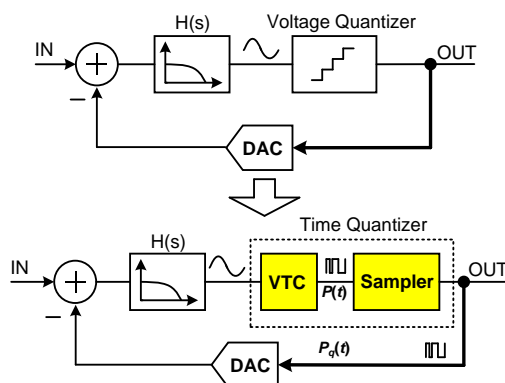 H(s)
Voltage Quantizer
IN
OUT
DAC
Time Quantizer
H(s)
IN
VTC
P(t)
Sampler
OUT
DAC
Pq(t)